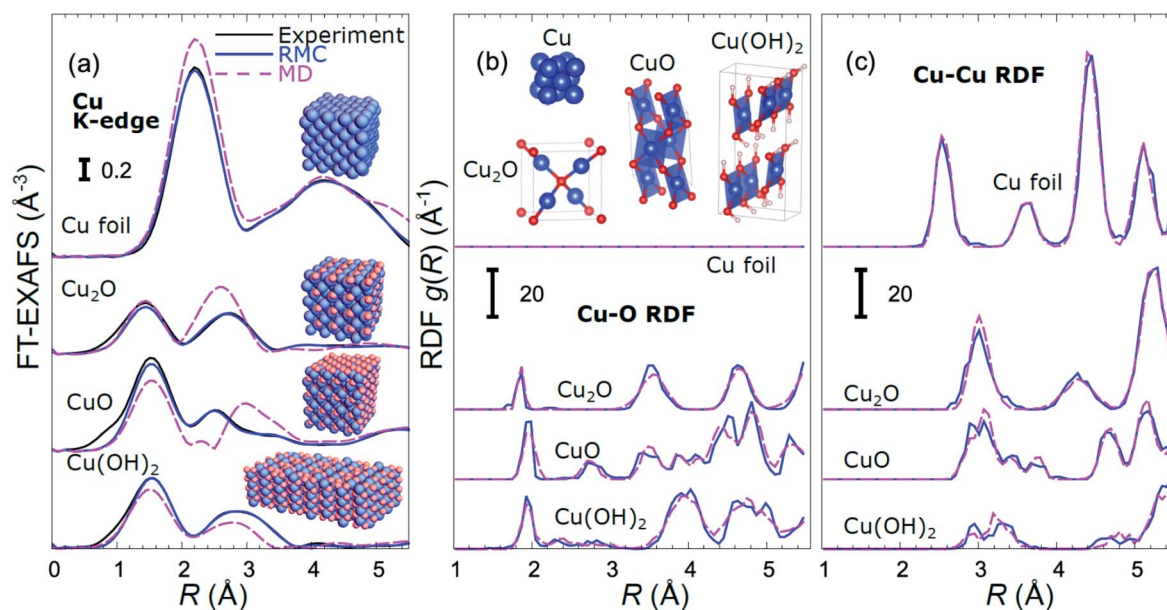 (a)
Experiment
RMC
MD
Cu
K-edge
0.2
Cu foil
Cu₂O
CuO
Cu(OH)₂
FT-EXAFS (Å⁻³)
0 1 2 3 4 5
R (Å)
(b)
Cu
CuO
Cu(OH)₂
Cu₂O
Cu foil
20
Cu-O RDF
Cu₂O
CuO
Cu(OH)₂
RDF g(R) (Å⁻¹)
1 2 3 4 5
R (Å)
(c)
Cu-Cu RDF
Cu foil
20
Cu₂O
CuO
Cu(OH)₂
1 2 3 4 5
R (Å)